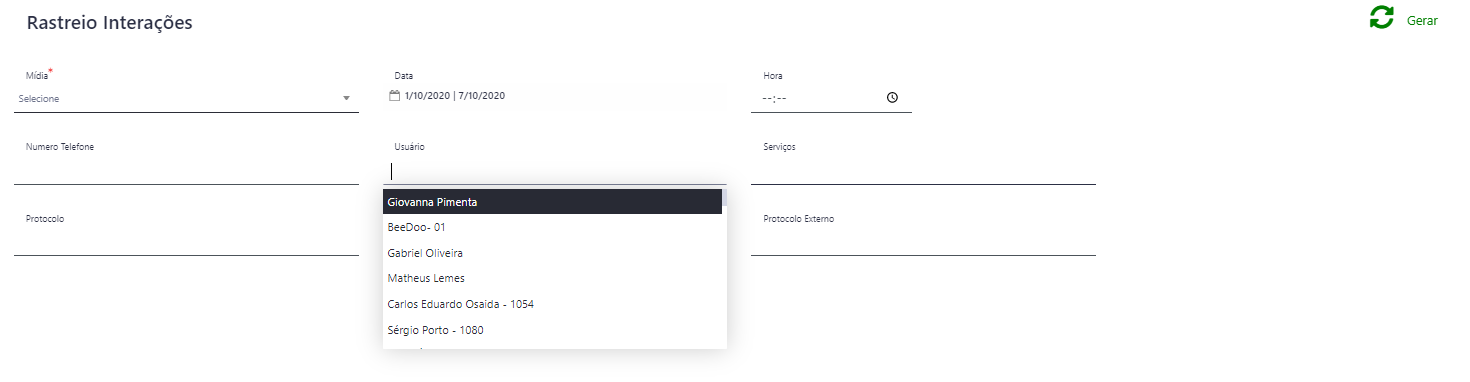 Rastreio Interações
Gerar
Mídia*
Data
Hora
Selecione
1/10/2020 | 7/10/2020
--:--
Numero Telefone
Usuário
Serviços
Giovanna Pimenta
BeeDoo- 01
Gabriel Oliveira
Matheus Lemes
Carlos Eduardo Osaida - 1054
Sérgio Porto - 1080
Protocolo
Protocolo Externo